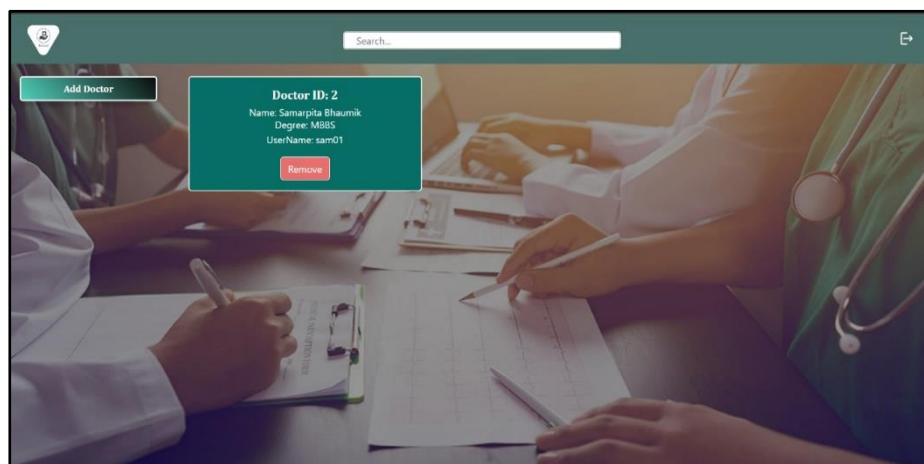 Search...
Add Doctor
Doctor ID: 2
Name: Samarpita Bhaumik
Degree: MBBS
UserName: sam01
Remove